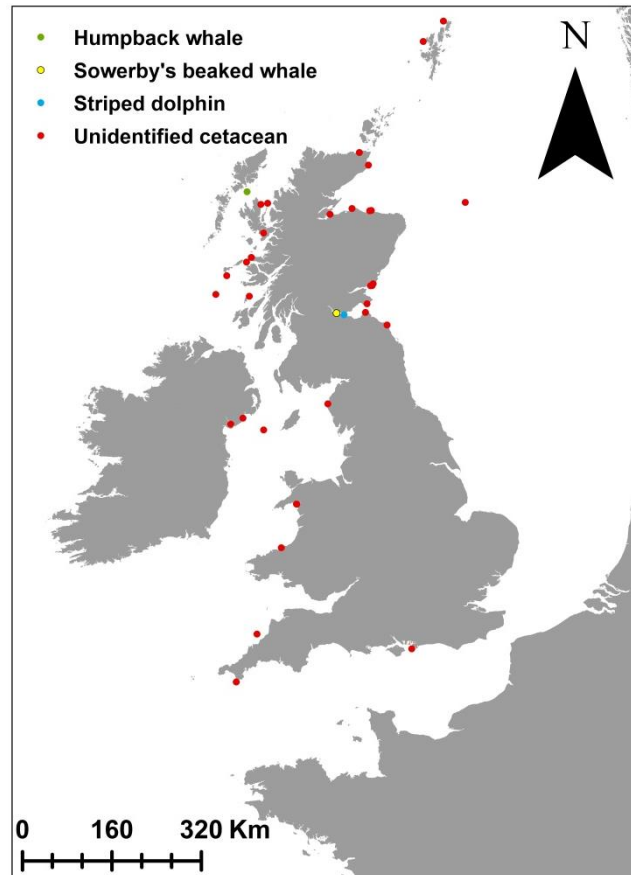 Humpback whale
Sowerby's beaked whale
Striped dolphin
Unidentified cetacean
N
0 160 320 Km